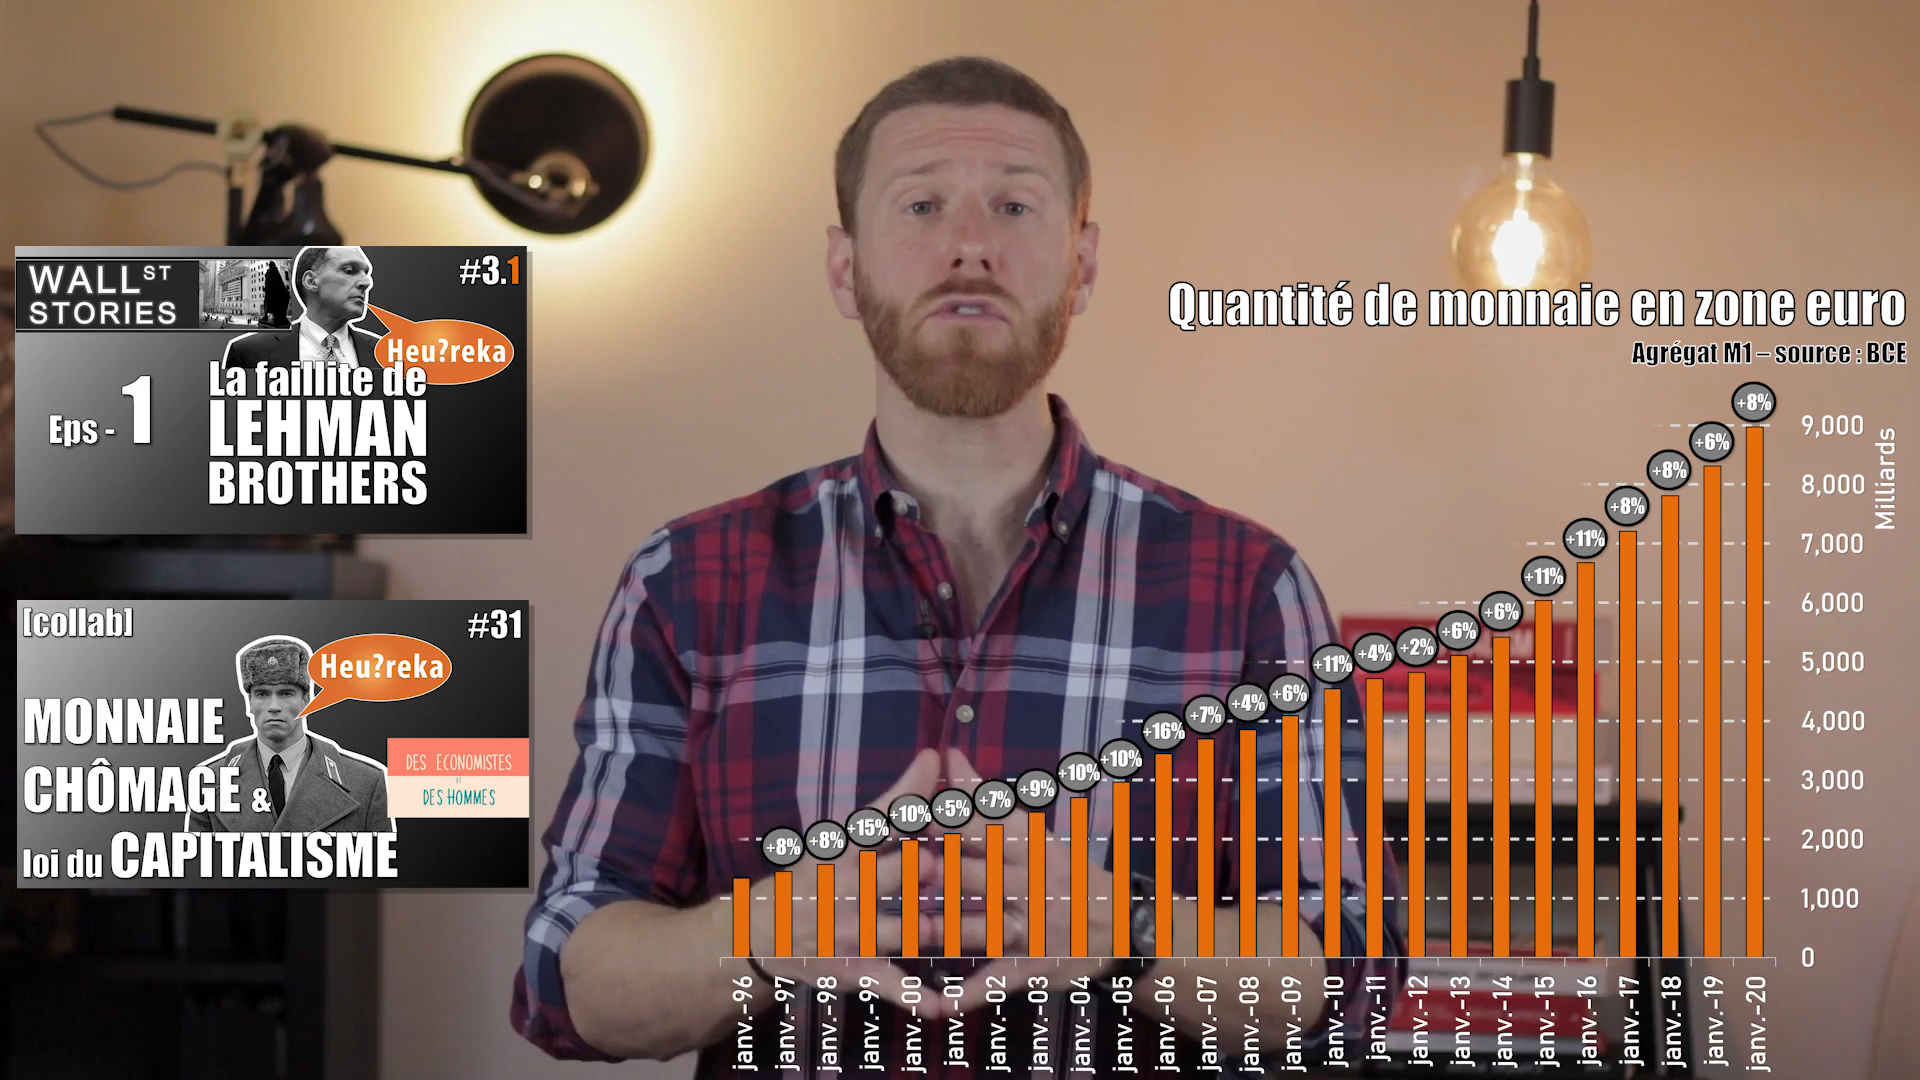 WALL ST
STORIES
#3.1
Heu?reka
Eps - 1
La faillite de
LEHMAN
BROTHERS
[collab]
#31
Heu?reka
MONNAIE
CHÔMAGE &
loi du CAPITALISME
DES ECONOMISTES
ET
DES HOMMES
Quantité de monnaie en zone euro
Agrégat M1 – source : BCE
+8%
+8%
+15%
+10%
+5%
+7%
+9%
+10%
+10%
+16%
+7%
+4%
+6%
+11%
+4%
+2%
+6%
+6%
+11%
+11%
+8%
+8%
+6%
+8%
9,000
8,000
7,000
6,000
5,000
4,000
3,000
2,000
1,000
0
Milliards
janv.-96
janv.-97
janv.-98
janv.-99
janv.-00
janv.-01
janv.-02
janv.-03
janv.-04
janv.-05
janv.-06
janv.-07
janv.-08
janv.-09
janv.-10
janv.-11
janv.-12
janv.-13
janv.-14
janv.-15
janv.-16
janv.-17
janv.-18
janv.-19
janv.-20